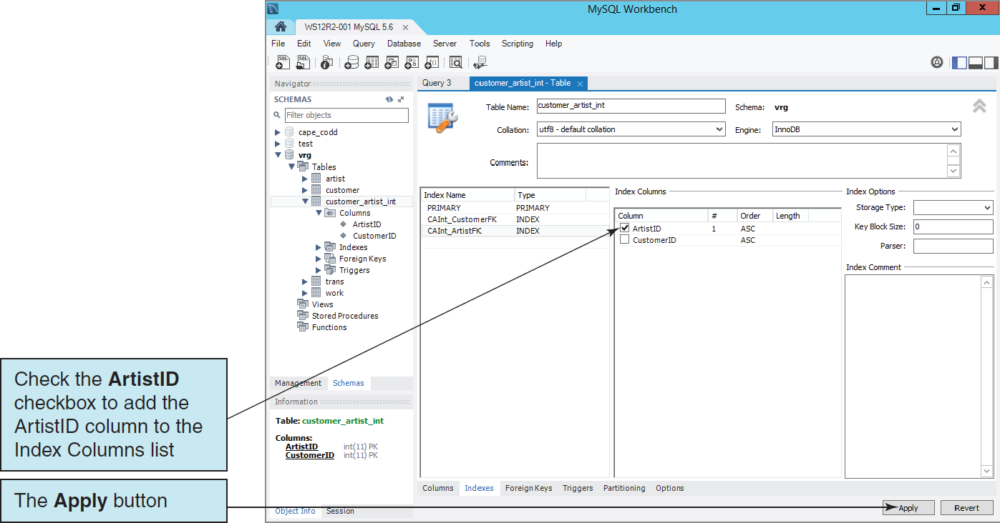 MySQL Workbench
WS12R2-001 MySQL 5.6 ×
File Edit View Query Database Server Tools Scripting Help
Navigator
SCHEMAS
Filter objects
cape_codd
test
vrg
Tables
artist
customer
customer_artist_int
Columns
ArtistID
CustomerID
Indexes
Foreign Keys
Triggers
trans
work
Views
Stored Procedures
Functions
Management Schemas
Information
Table: customer_artist_int
Columns:
ArtistID int(11) PK
CustomerID int(11) PK
Object Info Session
Query 3 customer_artist_int - Table ×
Table Name: customer_artist_int Schema: vrg
Collation: utf8 - default collation Engine: InnoDB
Comments:
Index Name Type
PRIMARY PRIMARY
CAInt_CustomerFK INDEX
CAInt_ArtistFK INDEX
Index Columns
Column # Order Length
ArtistID 1 ASC
CustomerID ASC
Index Options
Storage Type:
Key Block Size: 0
Parser:
Index Comment
Columns Indexes Foreign Keys Triggers Partitioning Options
Apply Revert
Check the ArtistID
checkbox to add the
ArtistID column to the
Index Columns list
The Apply button